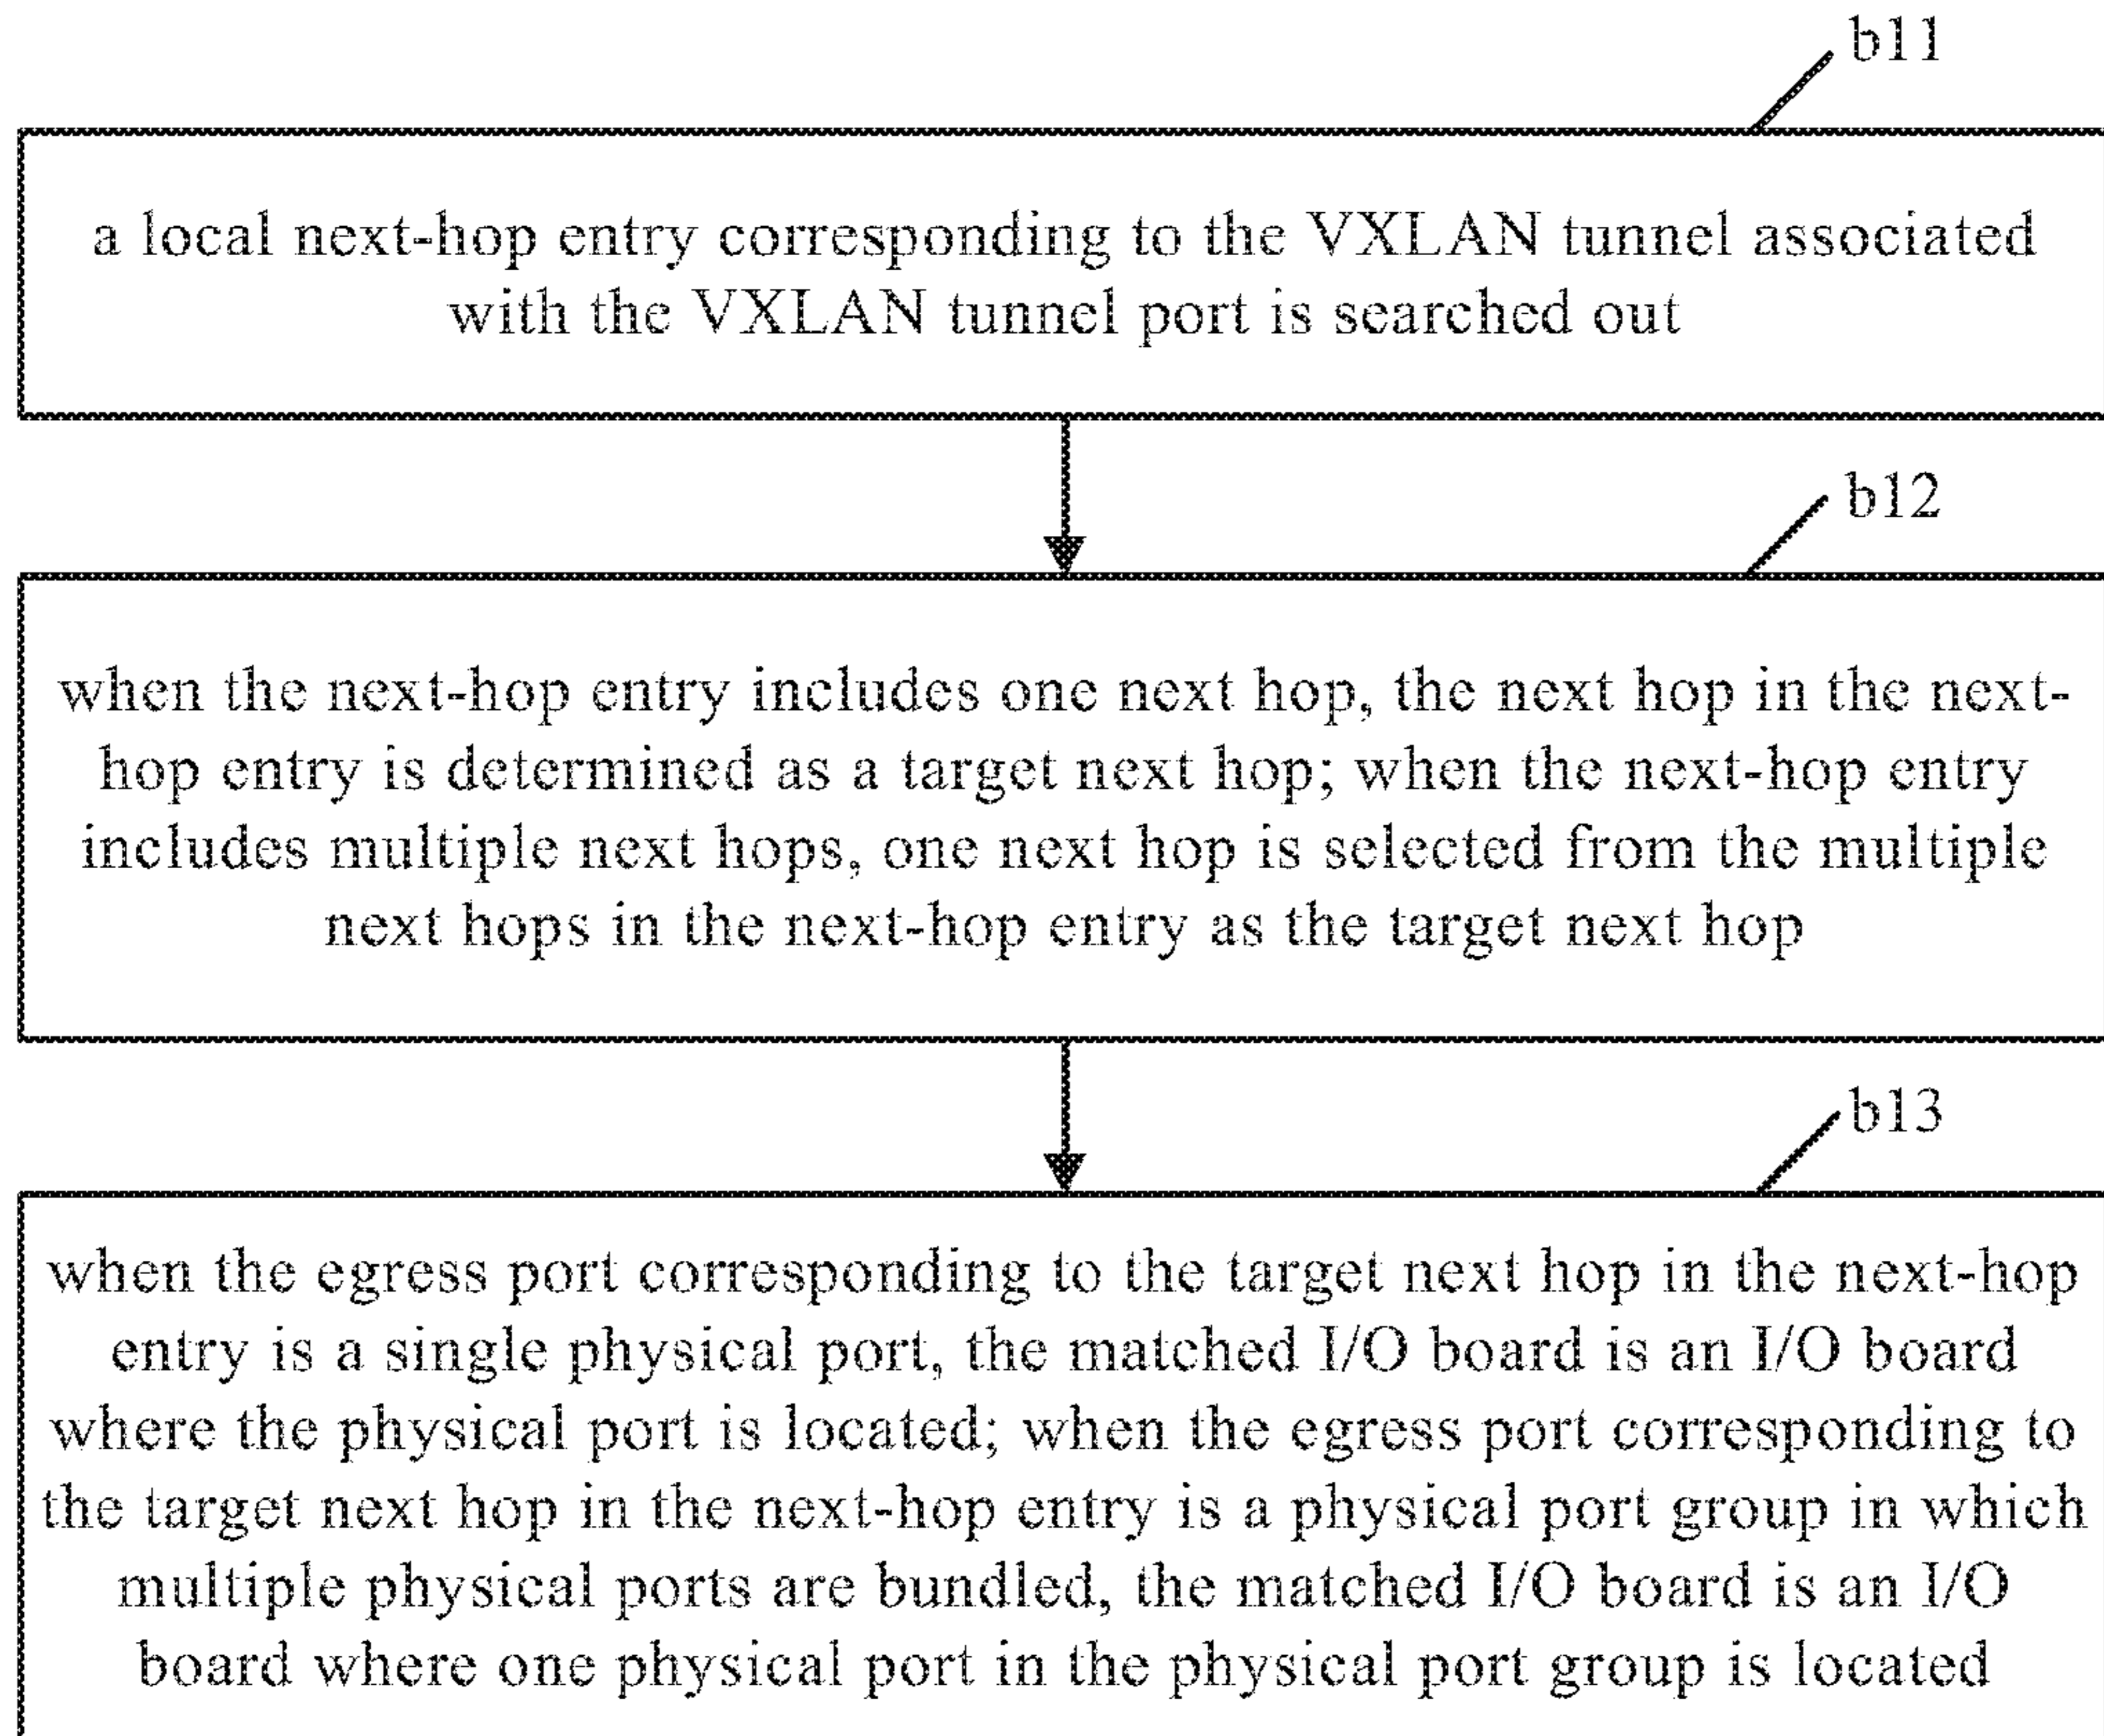 b11
a local next-hop entry corresponding to the VXLAN tunnel associated
with the VXLAN tunnel port is searched out
b12
when the next-hop entry includes one next hop, the next hop in the next-
hop entry is determined as a target next hop; when the next-hop entry
includes multiple next hops, one next hop is selected from the multiple
next hops in the next-hop entry as the target next hop
b13
when the egress port corresponding to the target next hop in the next-hop
entry is a single physical port, the matched I/O board is an I/O board
where the physical port is located; when the egress port corresponding to
the target next hop in the next-hop entry is a physical port group in which
multiple physical ports are bundled, the matched I/O board is an I/O
board where one physical port in the physical port group is located